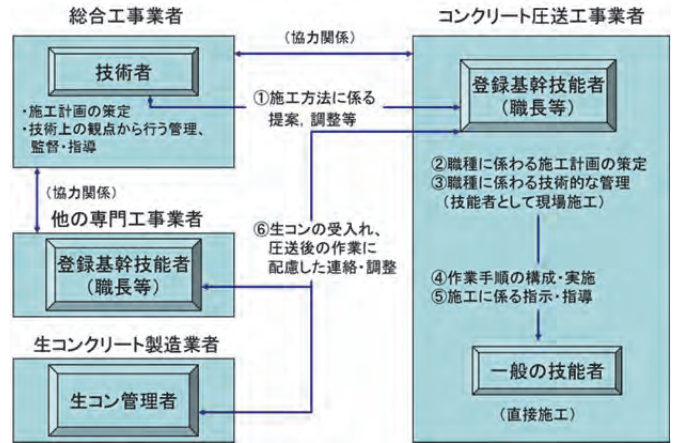 総合工事業者
技術者
・施工計画の策定
・技術上の観点から行う管理、
監督・指導
(協力関係)
他の専門工事業者
登録基幹技能者
(職長等)
生コンクリート製造業者
生コン管理者
(協力関係)
①施工方法に係る
提案，調整等
⑥生コンの受入れ、
圧送後の作業に
配慮した連絡・調整
コンクリート圧送工事業者
登録基幹技能者
(職長等)
②職種に係わる施工計画の策定
③職種に係わる技術的な管理
(技能者として現場施工)
④作業手順の構成・実施
⑤施工に係る指示・指導
一般の技能者
(直接施工)